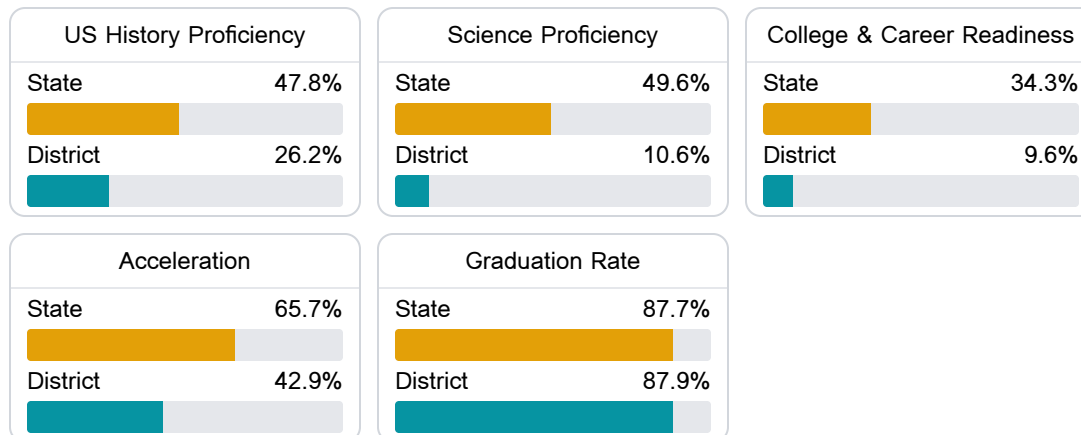 US History Proficiency
State 47.8%
District 26.2%
Science Proficiency
State 49.6%
District 10.6%
College & Career Readiness
State 34.3%
District 9.6%
Acceleration
State 65.7%
District 42.9%
Graduation Rate
State 87.7%
District 87.9%